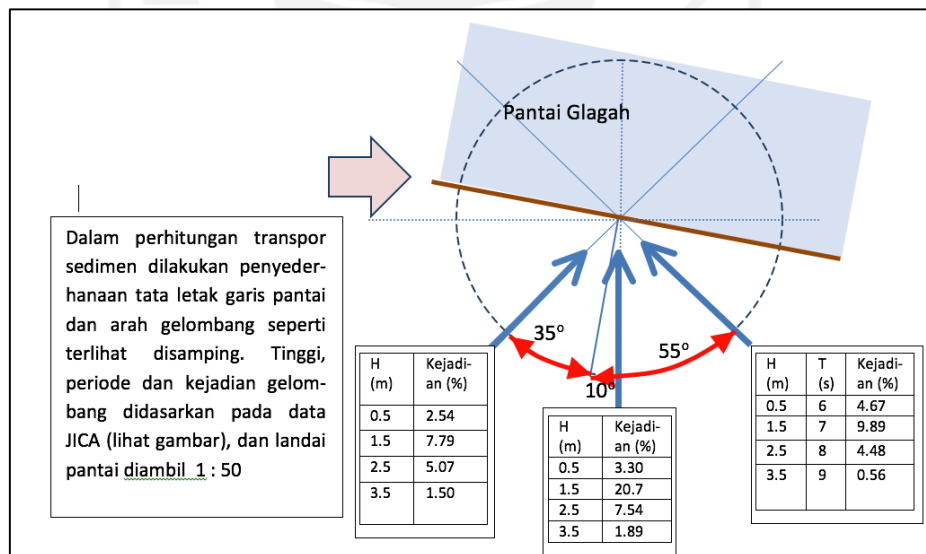 Pantai Glagah
Dalam perhitungan transpor
sedimen dilakukan penyeder-
hanaan tata letak garis pantai
dan arah gelombang seperti
terlihat disamping. Tinggi,
periode dan kejadian gelom-
bang didasarkan pada data
JICA (lihat gambar), dan landai
pantai diambil 1 : 50
35°
10°
55°
H (m) Kejadi-an (%)
0.5 2.54
1.5 7.79
2.5 5.07
3.5 1.50
H (m) Kejadi-an (%)
0.5 3.30
1.5 20.7
2.5 7.54
3.5 1.89
H (m) T (s) Kejadi-an (%)
0.5 6 4.67
1.5 7 9.89
2.5 8 4.48
3.5 9 0.56